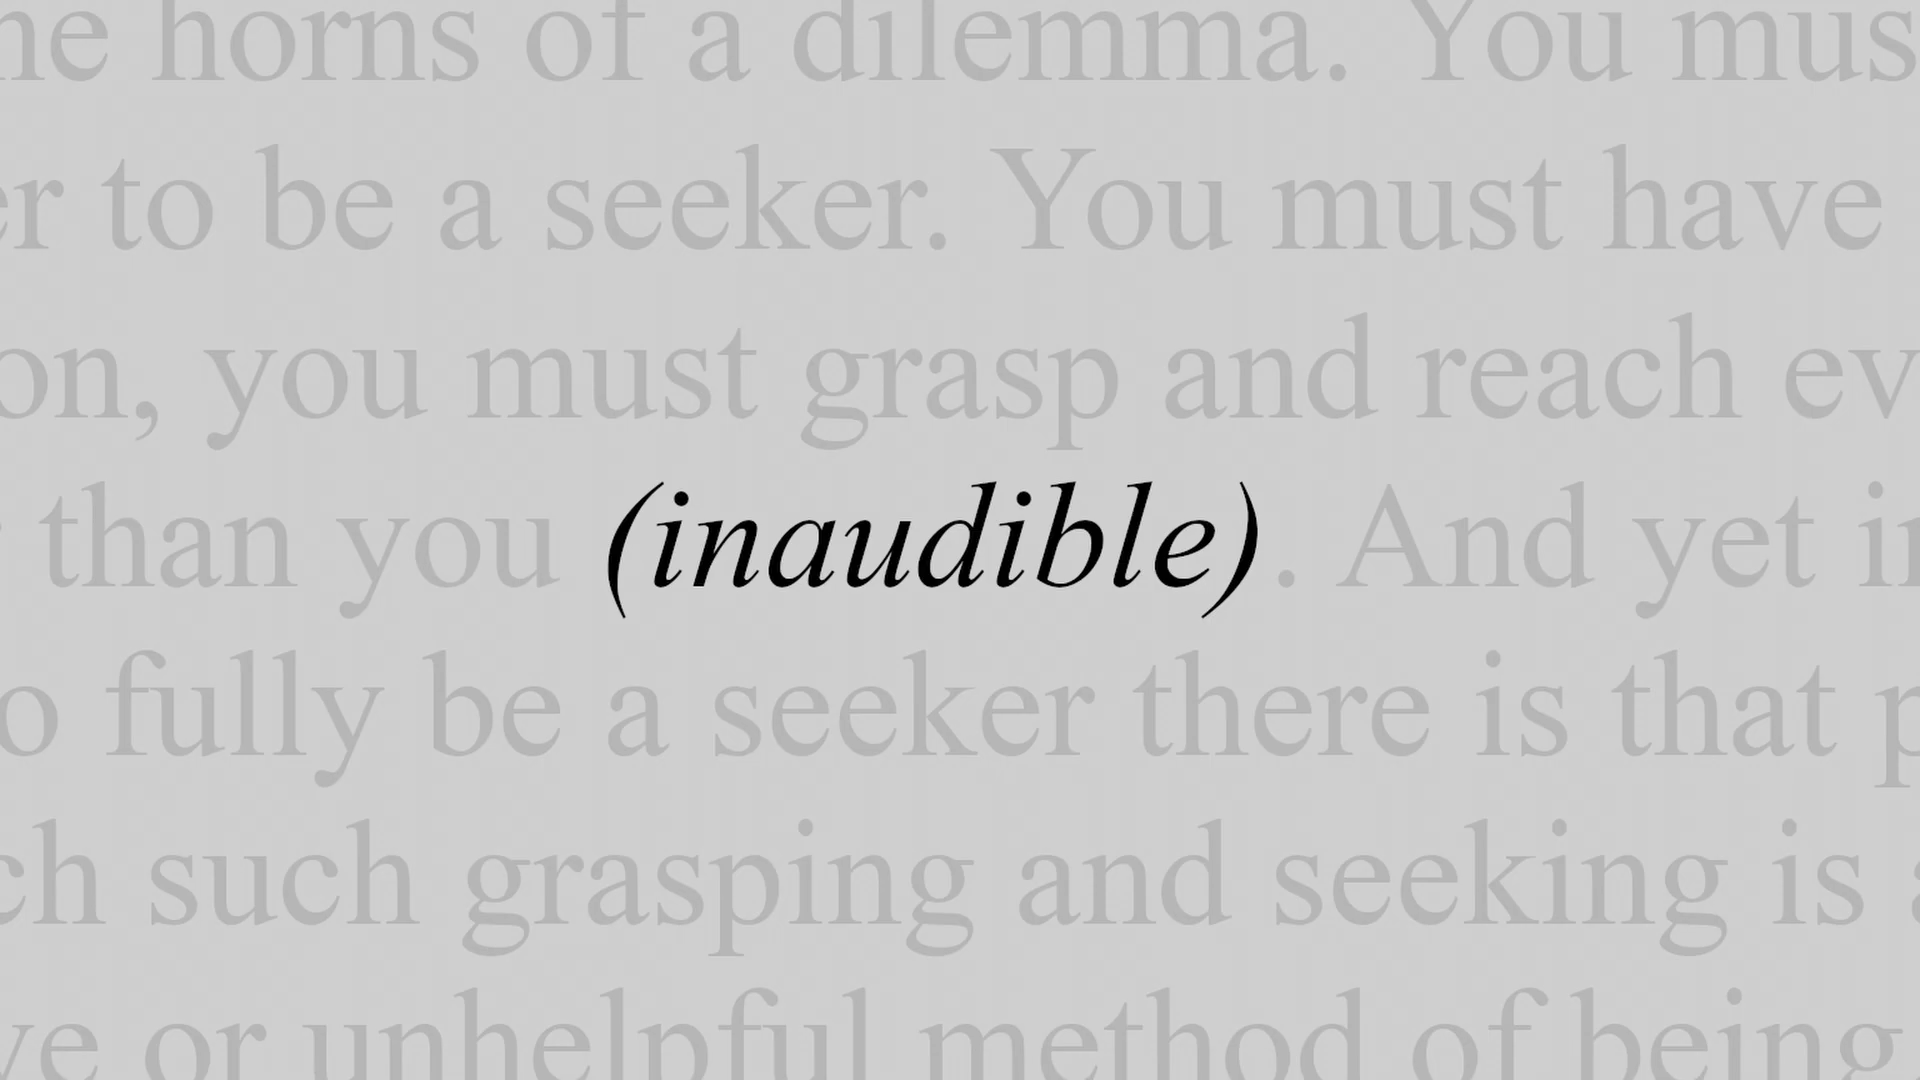 he horns of a dilemma. You mus
er to be a seeker. You must have
on, you must grasp and reach ev
than you (inaudible). And yet in
o fully be a seeker there is that p
ch such grasping and seeking is a
ve or unhelpful method of being